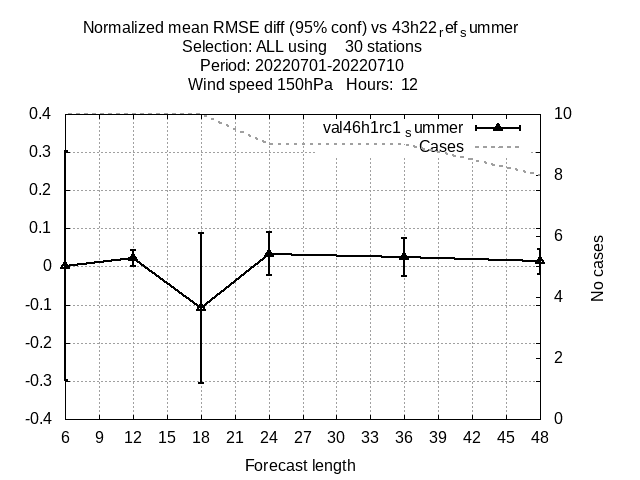 Normalized mean RMSE diff (95% conf) vs 43h22refsummer
Selection: ALL using 30 stations
Period: 20220701-20220710
Wind speed 150hPa Hours: 12
0.4
0.3
0.2
0.1
0
-0.1
-0.2
-0.3
-0.4
val46h1rc1summer
Cases
10
8
6
4
2
0
No cases
6 9 12 15 18 21 24 27 30 33 36 39 42 45 48
Forecast length